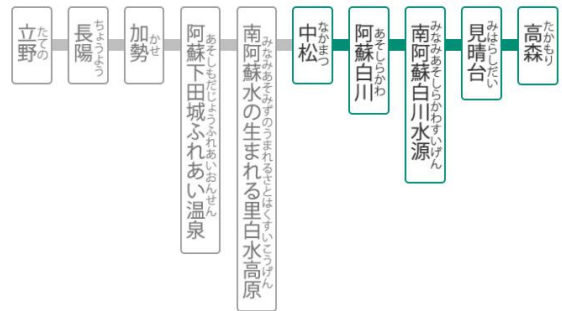 立野
たての
長陽
ちょうよう
加勢
かせ
阿蘇下田城ふれあい温泉
あそしもだじょうふれあいおんせん
南阿蘇水の生まれる里白水高原
みなみあそみずのうまれるさとはくすいこうげん
中松
なかまつ
阿蘇白川
あそしらかわ
南阿蘇白川水源
みなみあそしらかわすいげん
見晴台
みはらしだい
高森
たかもり